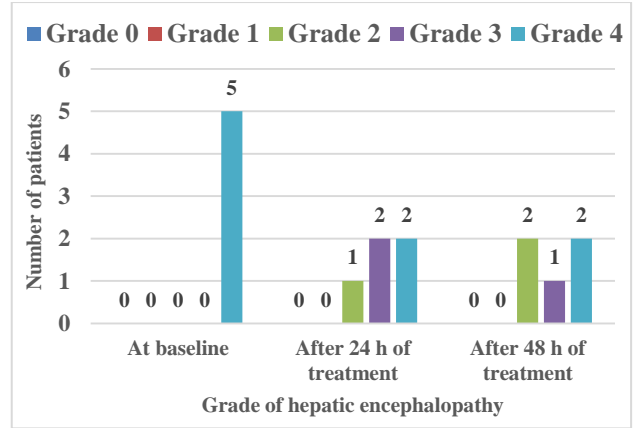 Grade 0 Grade 1 Grade 2 Grade 3 Grade 4
Number of patients
6
5
4
3
2
1
0
0 0 0 0 5
0 0 1 2 2
0 0 2 1 2
At baseline
After 24 h of
treatment
After 48 h of
treatment
Grade of hepatic encephalopathy